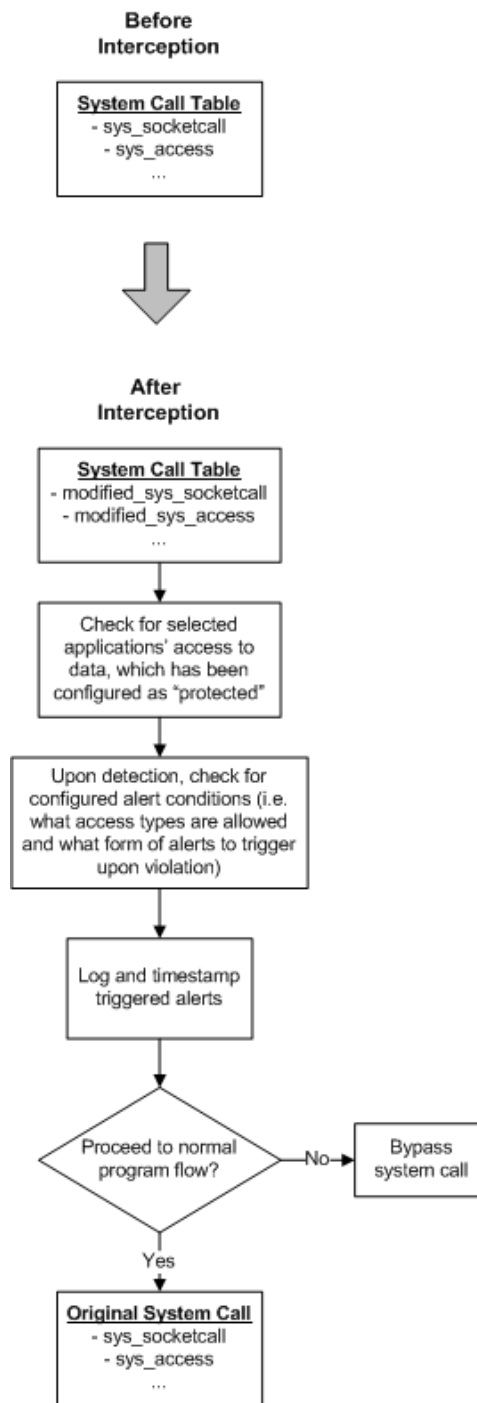 Before
Interception
System Call Table
- sys_socketcall
- sys_access
...
After
Interception
System Call Table
- modified_sys_socketcall
- modified_sys_access
...
Check for selected
applications’ access to
data, which has been
configured as “protected”
Upon detection, check for
configured alert conditions (i.e.
what access types are allowed
and what form of alerts to trigger
upon violation)
Log and timestamp
triggered alerts
Proceed to normal
program flow?
No
Bypass
system call
Yes
Original System Call
- sys_socketcall
- sys_access
...